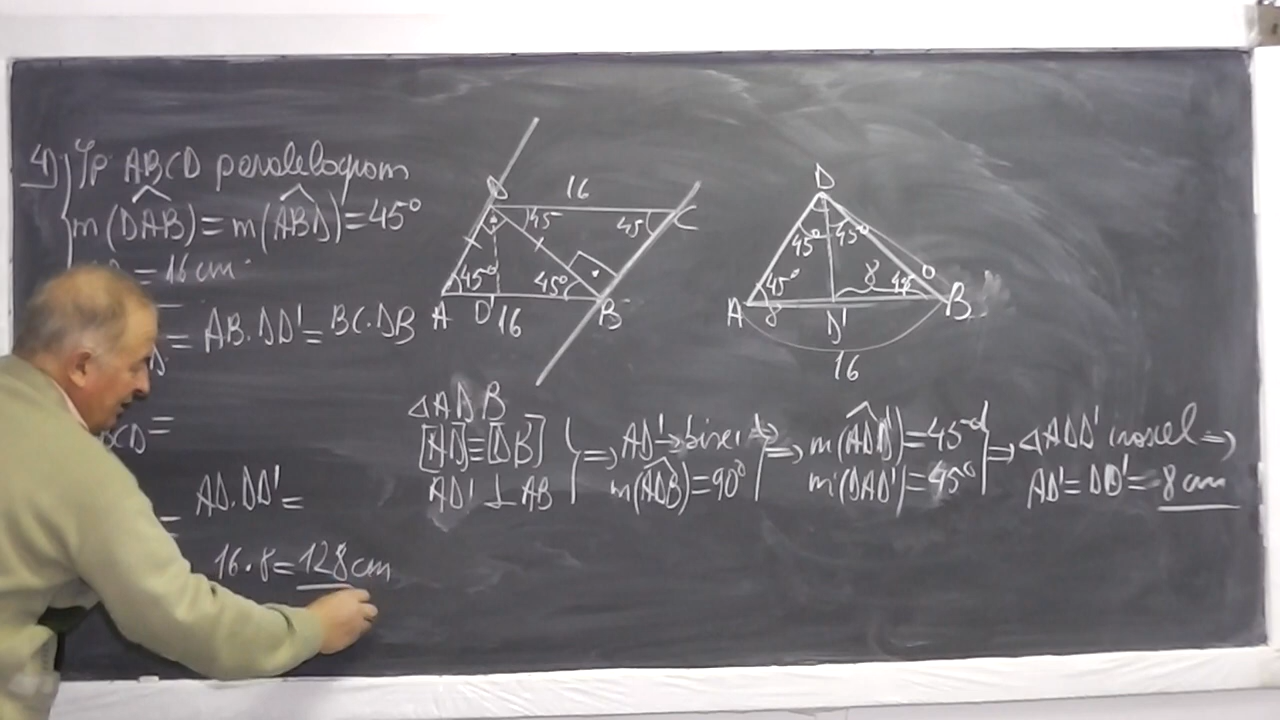 4) Ip ABCD paralelogram
m(DAB) = m(ABD) = 45°
= 16 cm
= AB·DD' = BC·DB
DCD =
AD·DD' =
16·8 = 128 cm
D 16 C
45 45
45° 45°
A D' 16 B
D
45° 45°
45° 8 45°
A 8 D' B
16
△ADB
[AD] = [DB]
AD' ⊥ AB
⇒ AD'
m(ADB) = 90°
⇒ m(ADD') = 45°
m(DAD') = 45°
⇒ △ADD' isoscel ⇒
AD' = DD' = 8 cm